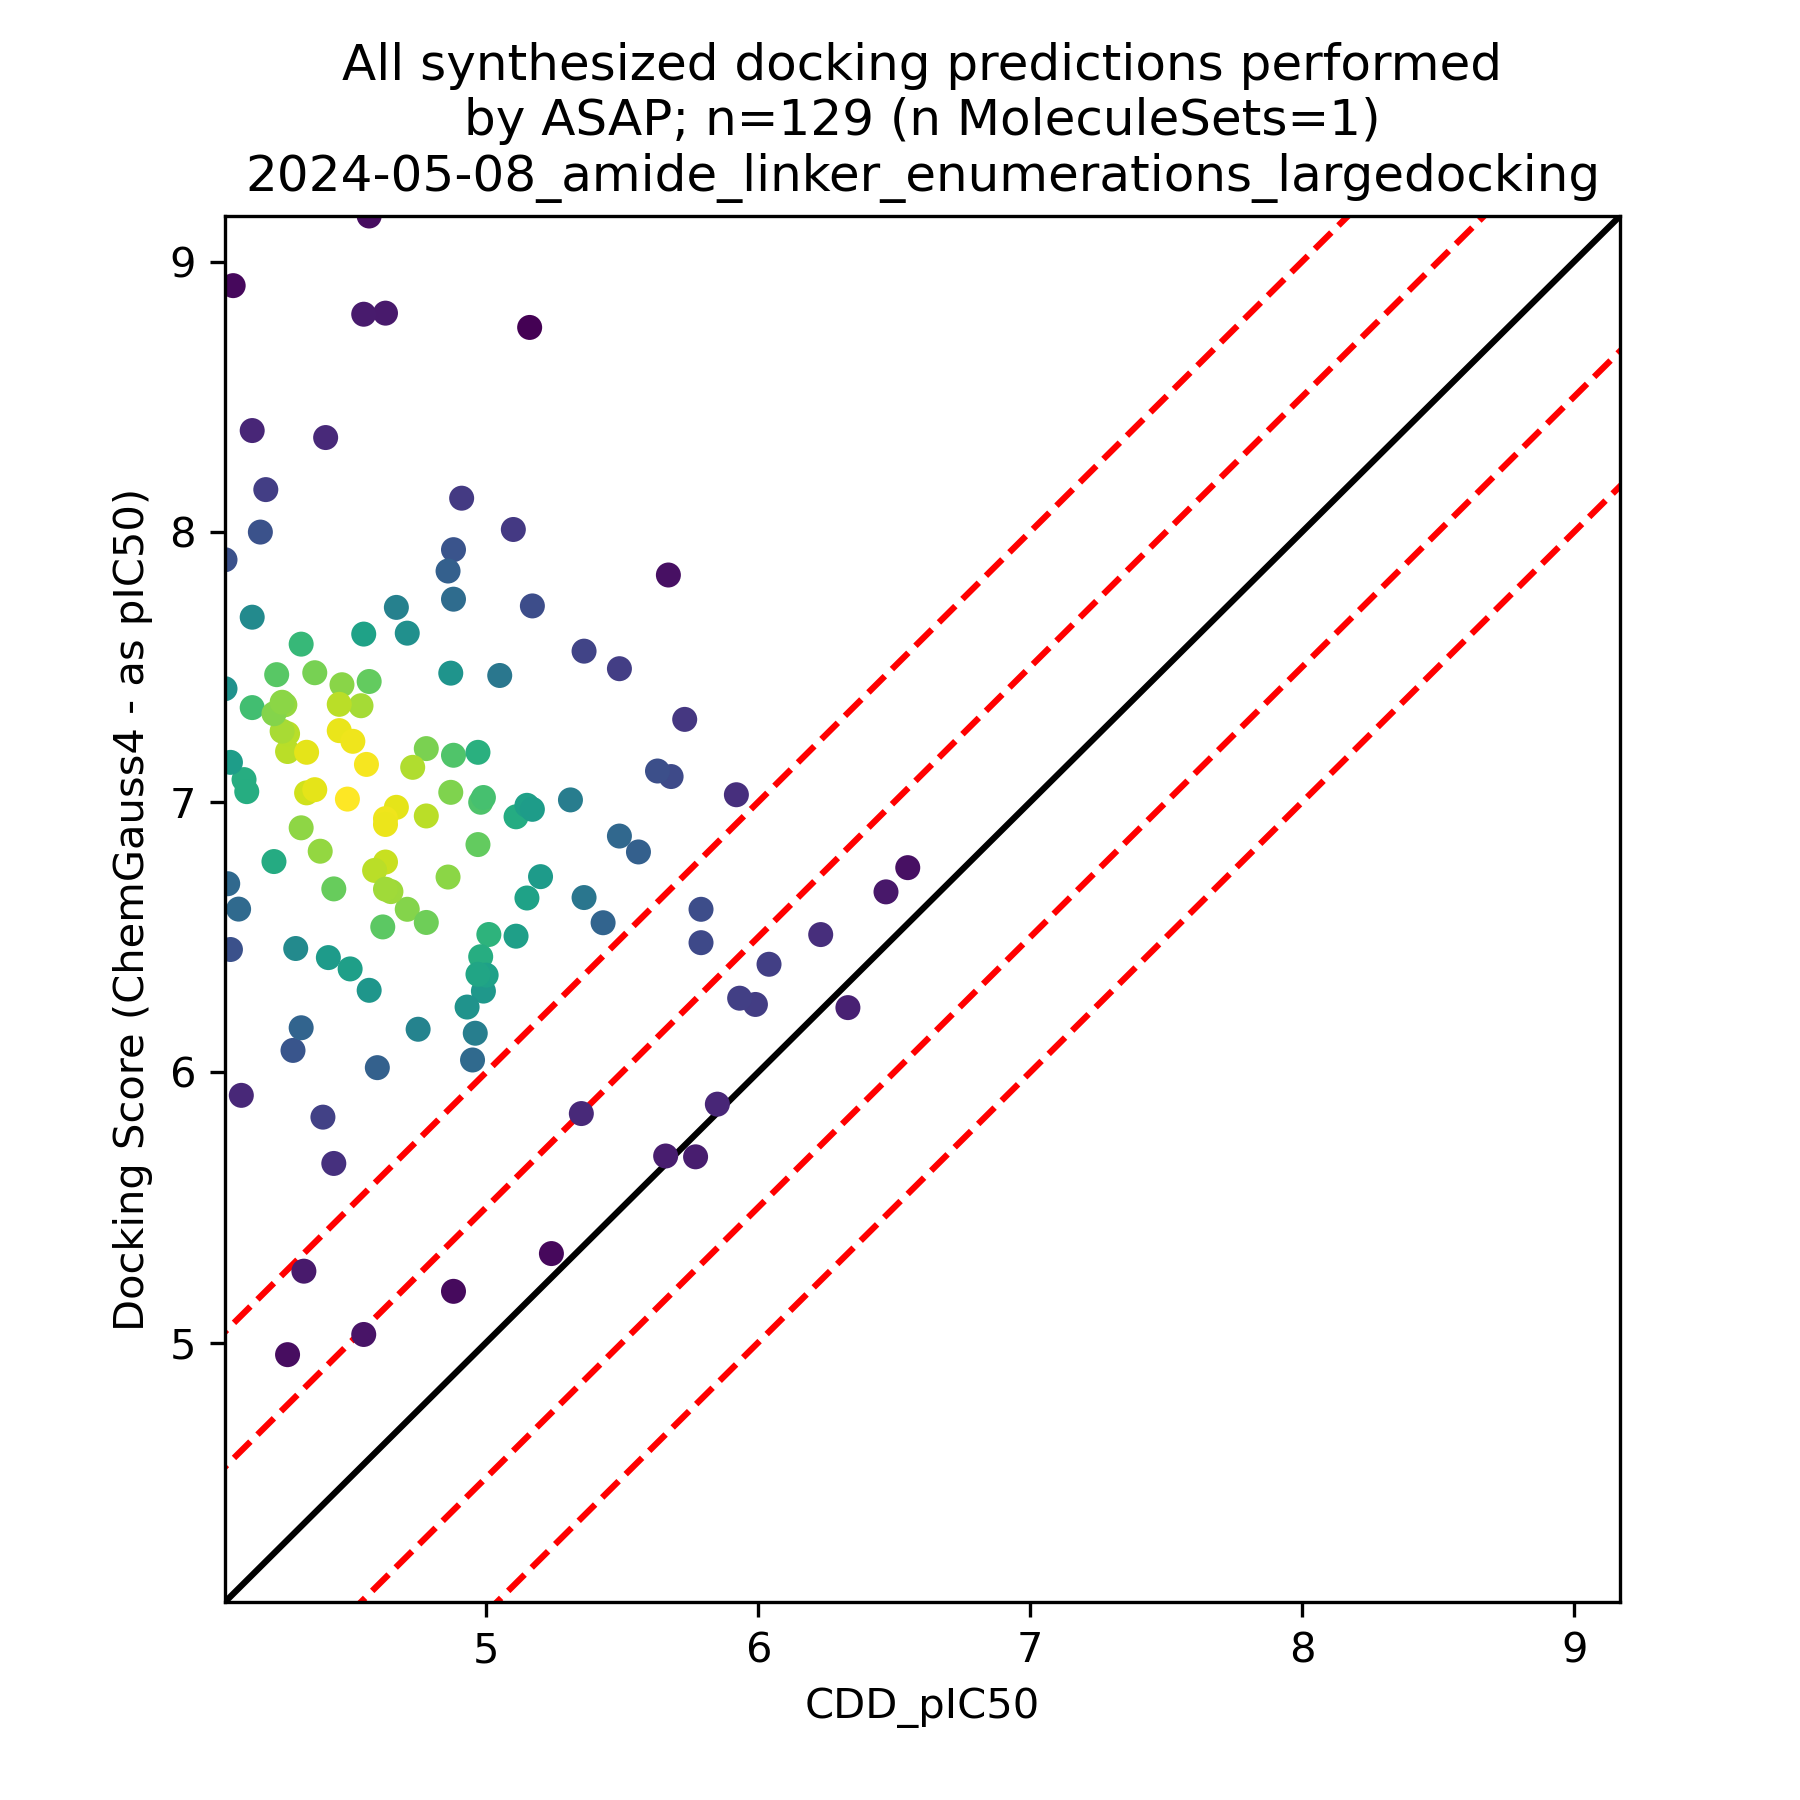 All synthesized docking predictions performed
by ASAP; n=129 (n MoleculeSets=1)
2024-05-08_amide_linker_enumerations_largedocking
Docking Score (ChemGauss4 - as pIC50)
9
8
7
6
5
5
6
7
8
9
CDD_pIC50